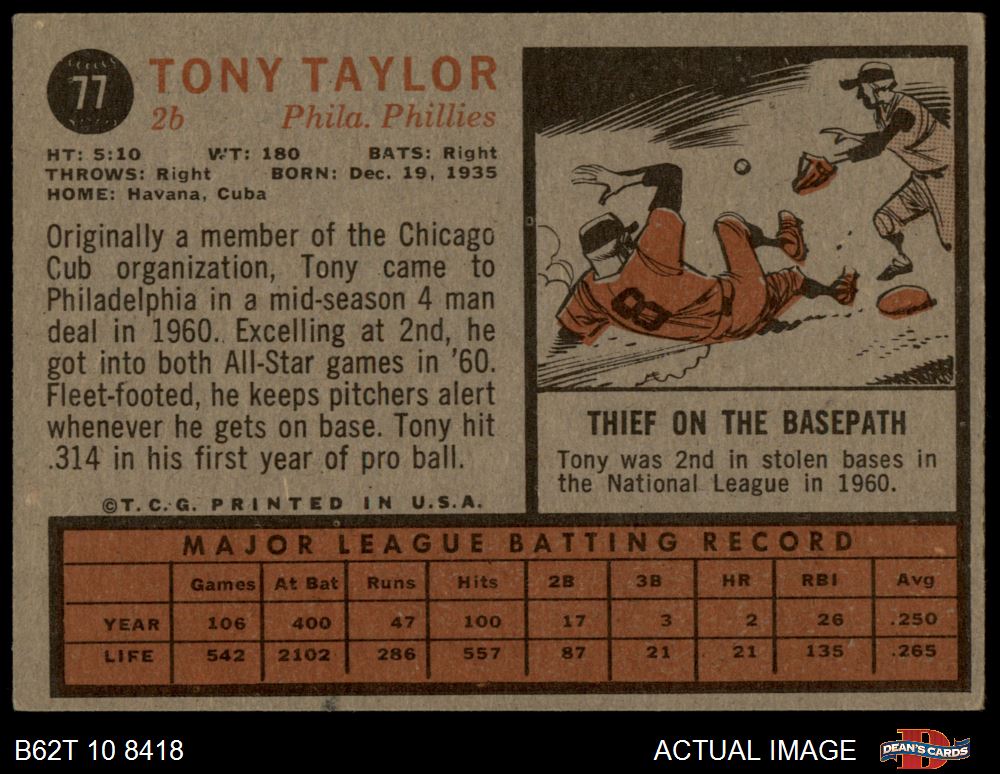 77
TONY TAYLOR
2b Phila. Phillies
HT: 5:10 WT: 180 BATS: Right
THROWS: Right BORN: Dec. 19, 1935
HOME: Havana, Cuba
Originally a member of the Chicago
Cub organization, Tony came to
Philadelphia in a mid-season 4 man
deal in 1960. Excelling at 2nd, he
got into both All-Star games in '60.
Fleet-footed, he keeps pitchers alert
whenever he gets on base. Tony hit
.314 in his first year of pro ball.
©T.C.G. PRINTED IN U.S.A.
8
THIEF ON THE BASEPATH
Tony was 2nd in stolen bases in
the National League in 1960.
MAJOR LEAGUE BATTING RECORD
Games At Bat Runs Hits 2B 3B HR RBI Avg
YEAR 106 400 47 100 17 3 2 26 .250
LIFE 542 2102 286 557 87 21 21 135 .265
B62T 10 8418
ACTUAL IMAGE
D
DEAN'S CARDS